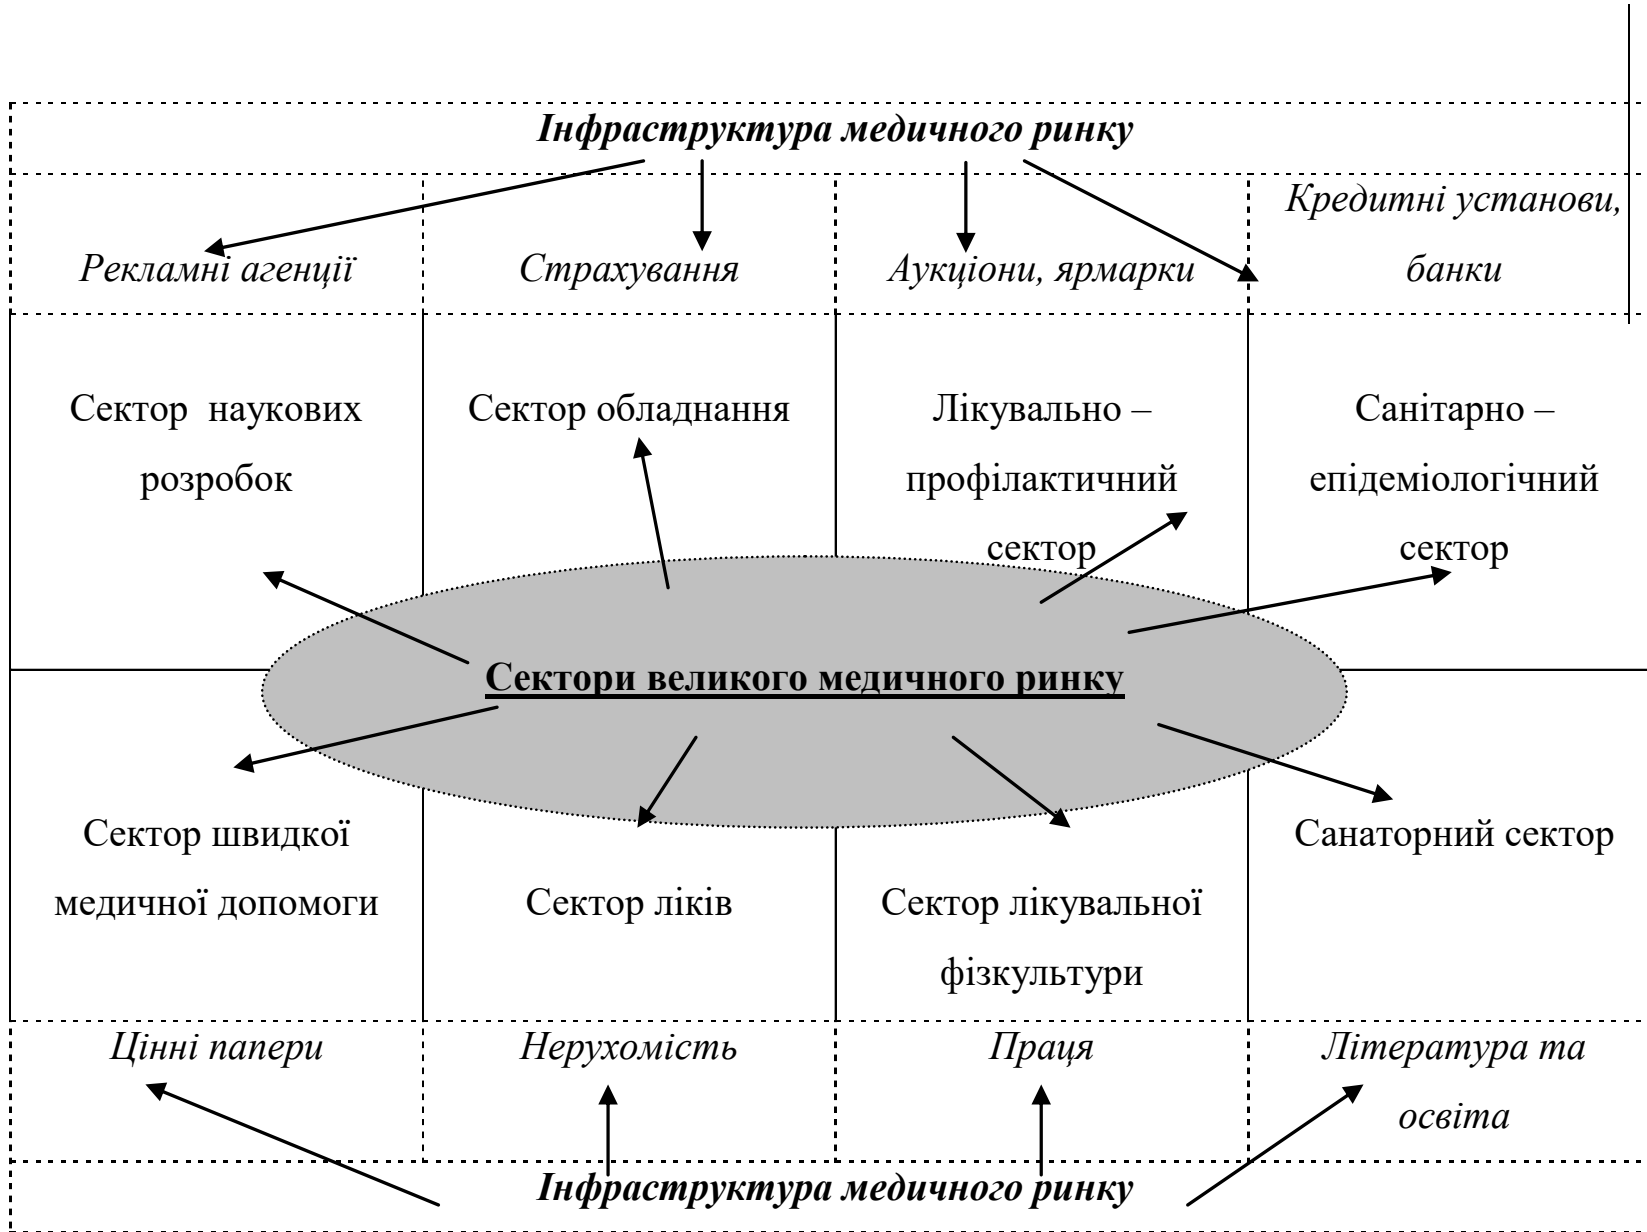 Інфраструктура медичного ринку
Рекламні агенції
Страхування
Аукціони, ярмарки
Кредитні установи,
банки
Сектор наукових
розробок
Сектор обладнання
Лікувально –
профілактичний
сектор
Санітарно –
епідеміологічний
сектор
Сектори великого медичного ринку
Сектор швидкої
медичної допомоги
Сектор ліків
Сектор лікувальної
фізкультури
Санаторний сектор
Цінні папери
Нерухомість
Праця
Література та
освіта
Інфраструктура медичного ринку